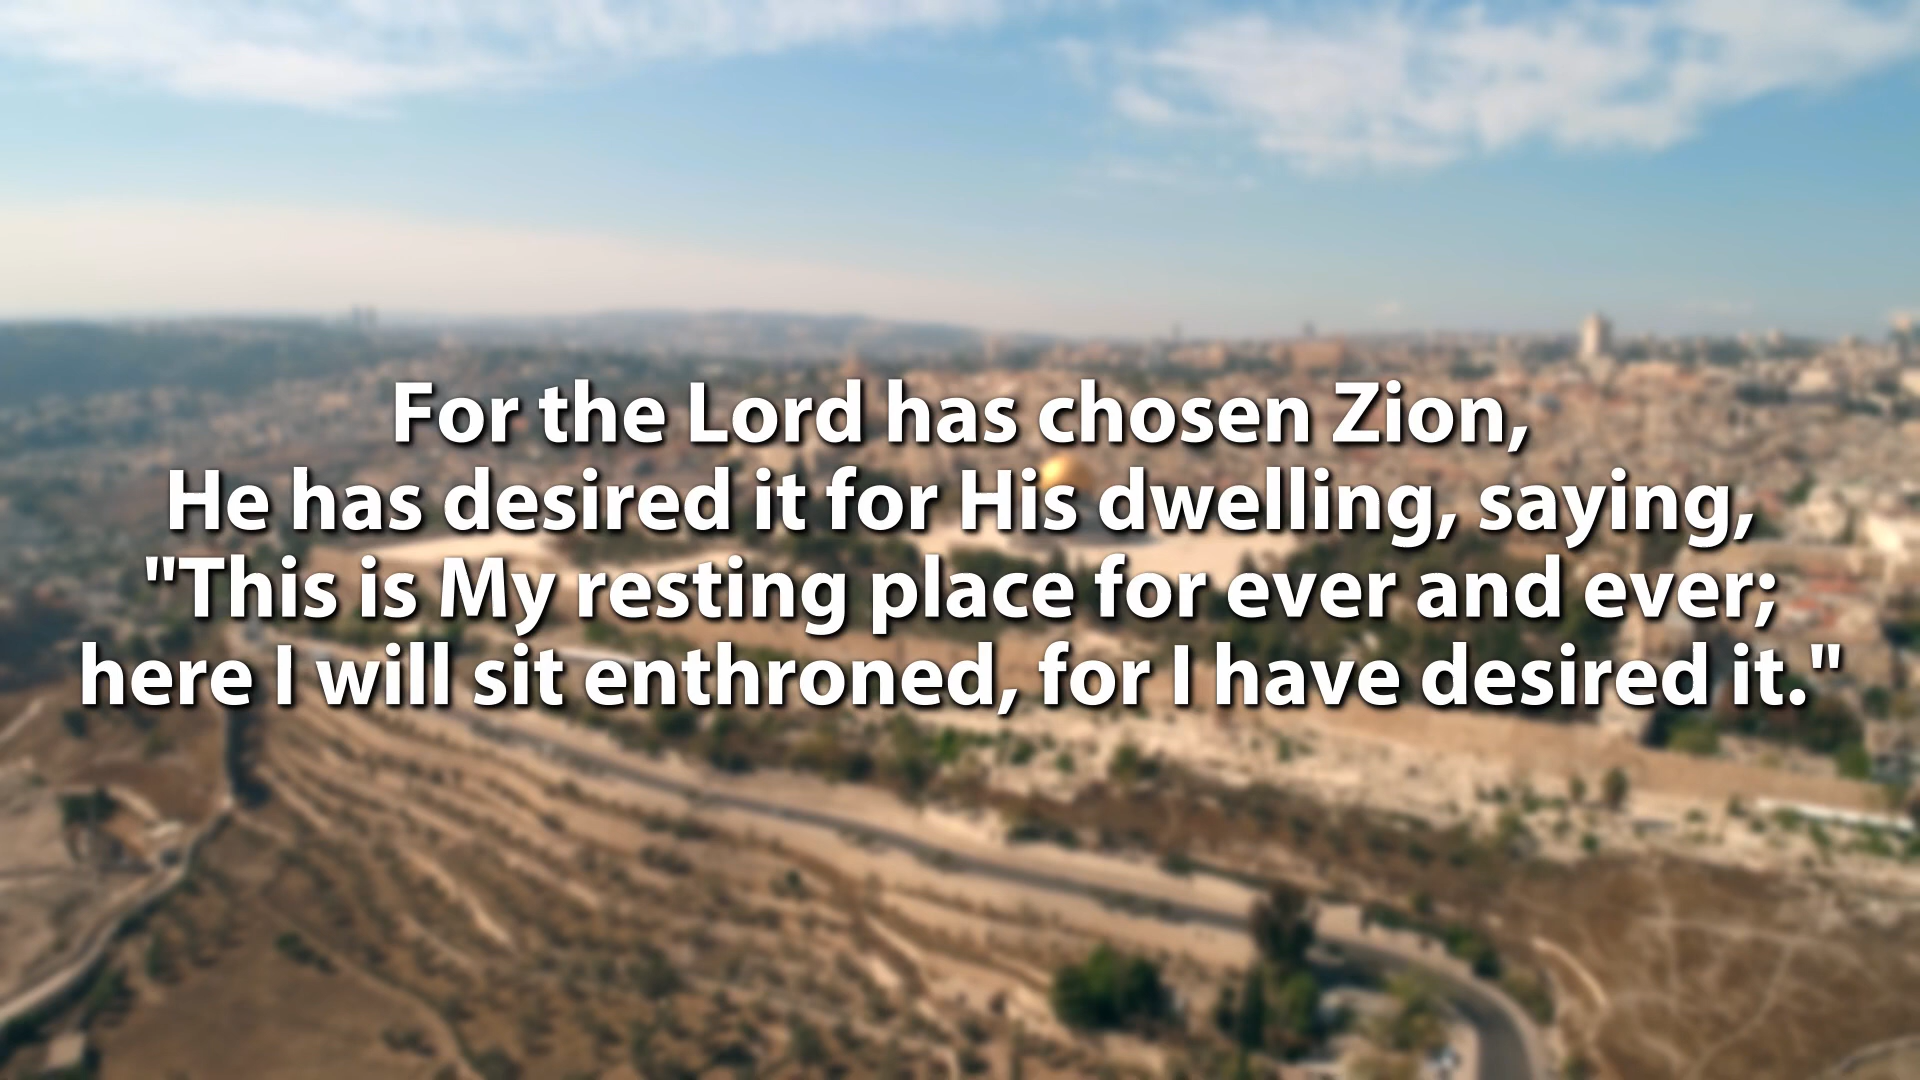 For the Lord has chosen Zion,
He has desired it for His dwelling, saying,
"This is My resting place for ever and ever;
here I will sit enthroned, for I have desired it."